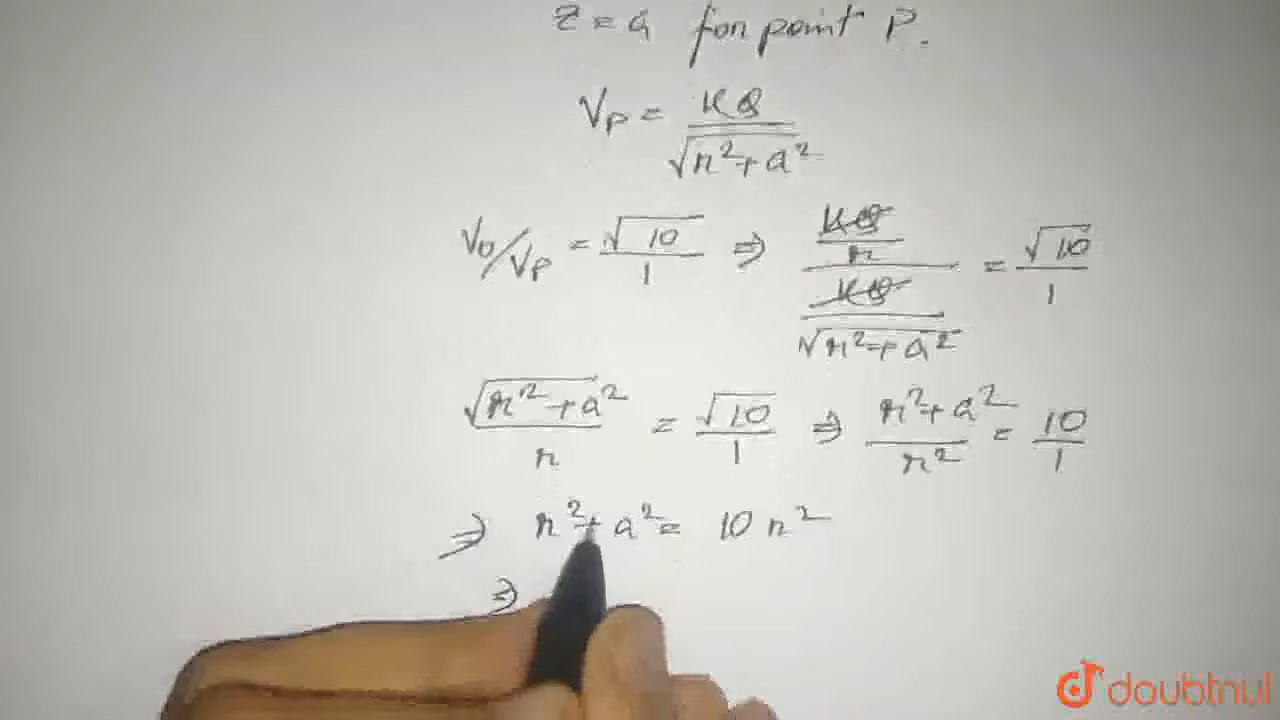 z = a for point P.
V_P = KQ / √(r² + a²)
V_0/V_P = √10 / 1 ⇒ (KQ / r) / (KQ / √(r² + a²)) = √10 / 1
√(r² + a²) / r = √10 / 1 ⇒ (r² + a²) / r² = 10 / 1
⇒ r² + a² = 10 r²
⇒
doubtnut